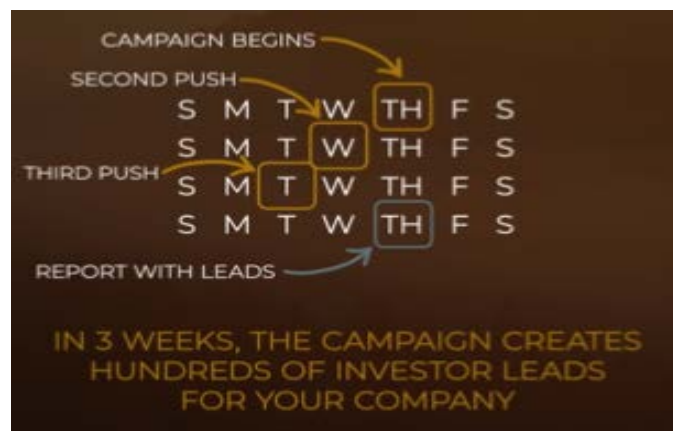 CAMPAIGN BEGINS
SECOND PUSH
S M T W TH F S
S M T W TH F S
THIRD PUSH
S M T W TH F S
S M T W TH F S
REPORT WITH LEADS
IN 3 WEEKS, THE CAMPAIGN CREATES
HUNDREDS OF INVESTOR LEADS
FOR YOUR COMPANY